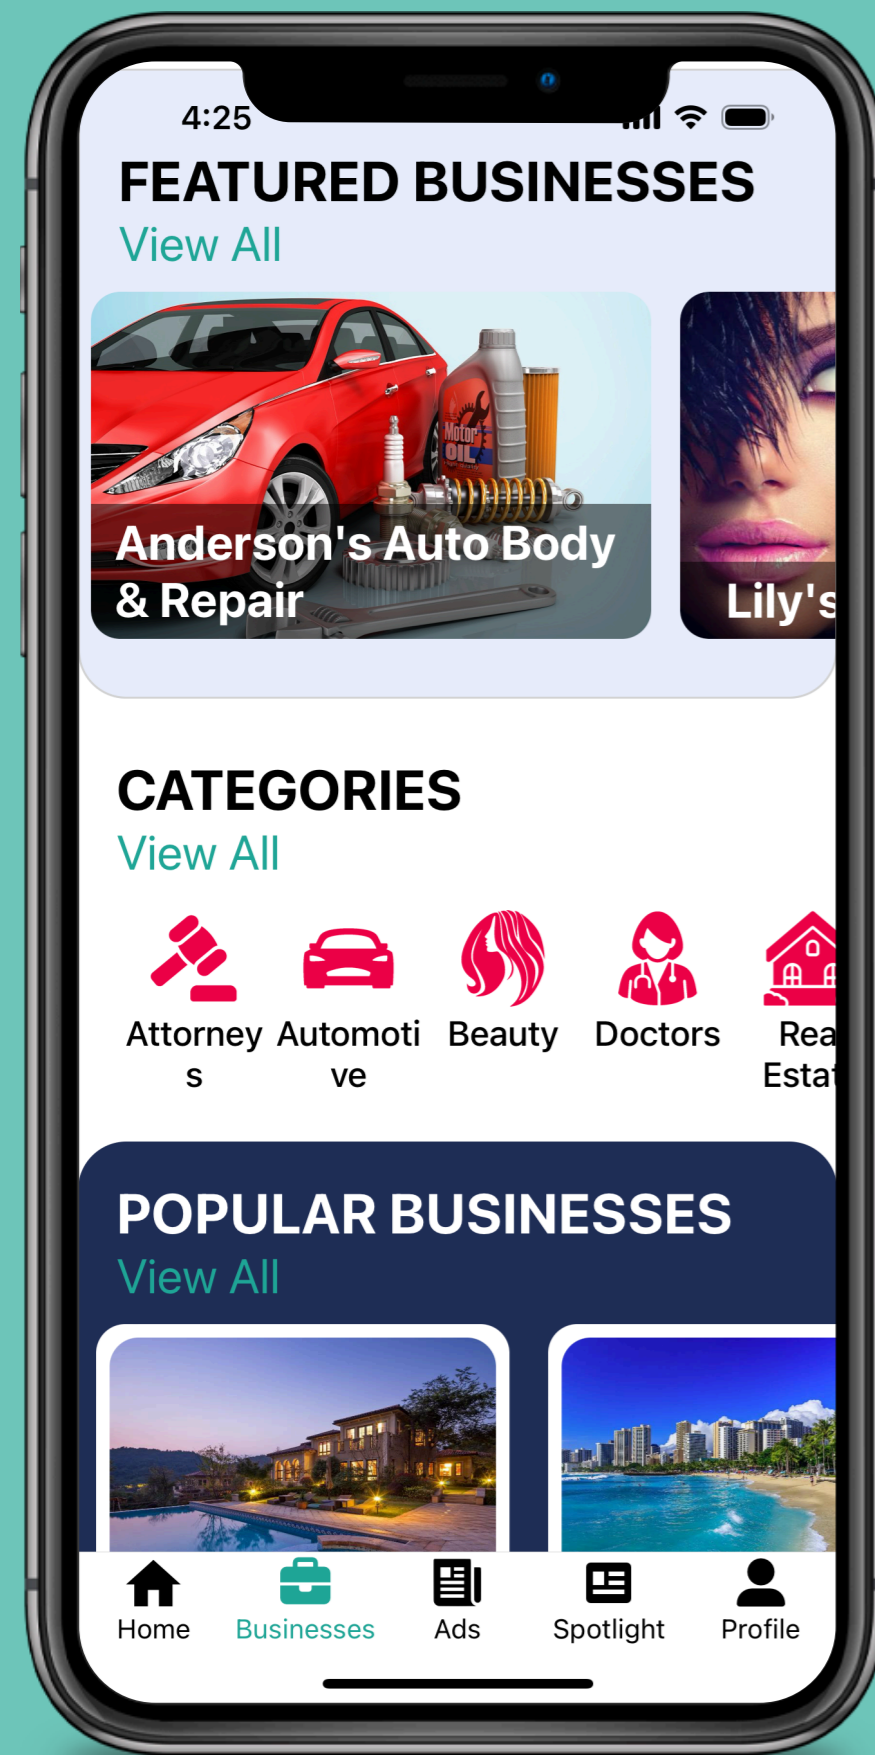 4:25
FEATURED BUSINESSES
View All
Motor
OIL
Anderson's Auto Body
& Repair
Lily's
CATEGORIES
View All
Attorney
s
Automoti
ve
Beauty
Doctors
Rea
Estat
POPULAR BUSINESSES
View All
Home
Businesses
Ads
Spotlight
Profile